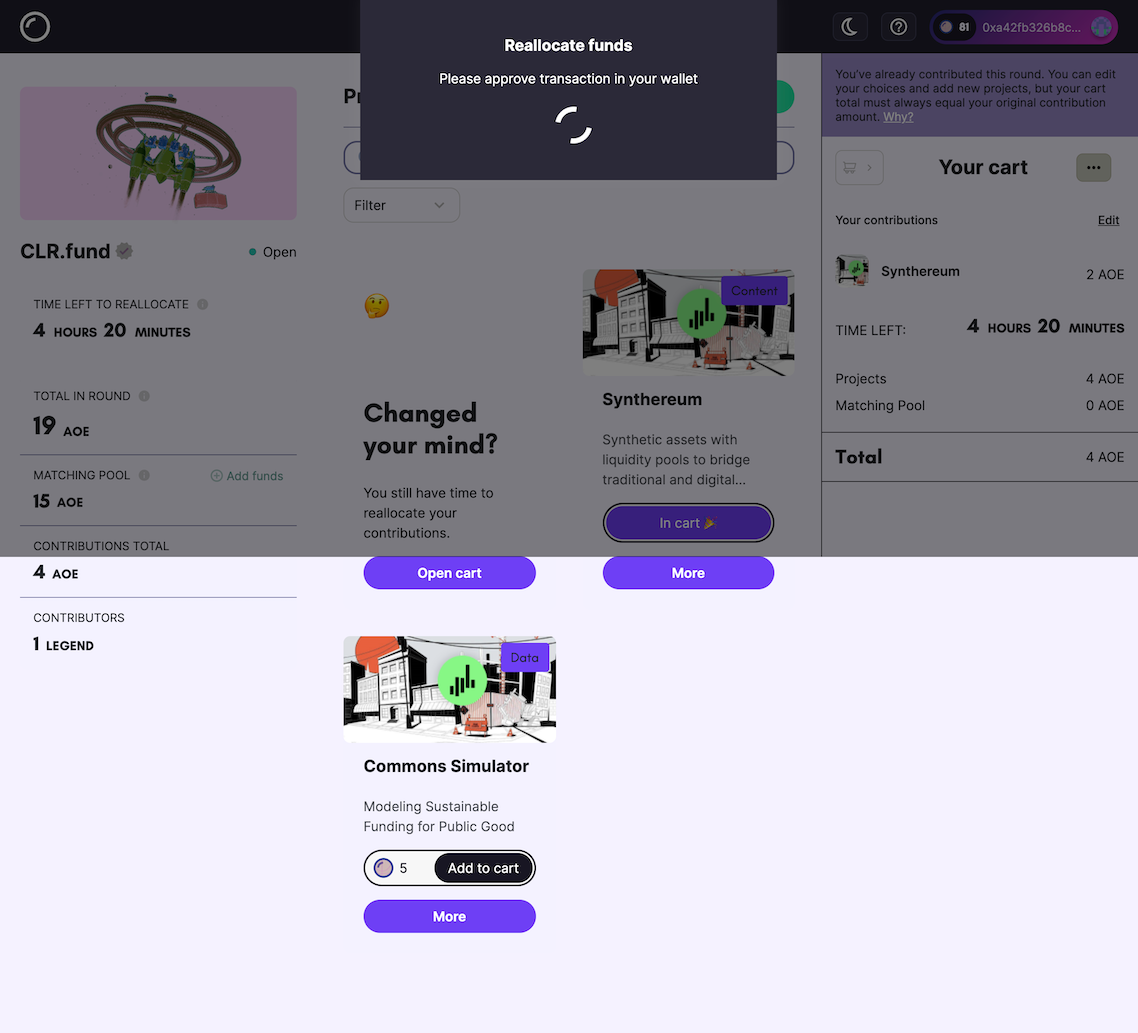 Reallocate funds
Please approve transaction in your wallet
81 0xa42fb326b8c...
CLR.fund
Open
TIME LEFT TO REALLOCATE
4 HOURS 20 MINUTES
TOTAL IN ROUND
19 AOE
MATCHING POOL
Add funds
15 AOE
CONTRIBUTIONS TOTAL
4 AOE
CONTRIBUTORS
1 LEGEND
Filter
🤔
Changed
your mind?
You still have time to
reallocate your
contributions.
Open cart
Content
Synthereum
Synthetic assets with
liquidity pools to bridge
traditional and digital...
In cart 🎉
More
Data
Commons Simulator
Modeling Sustainable
Funding for Public Good
5 Add to cart
More
You've already contributed this round. You can edit
your choices and add new projects, but your cart
total must always equal your original contribution
amount. Why?
Your cart
Your contributions
Edit
Synthereum
2 AOE
TIME LEFT:
4 HOURS 20 MINUTES
Projects
4 AOE
Matching Pool
0 AOE
Total
4 AOE